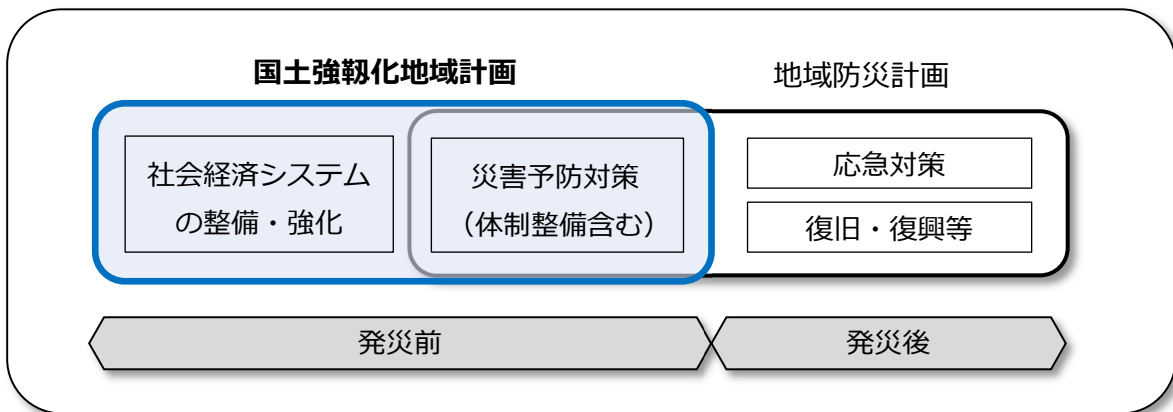 国土強靱化地域計画
地域防災計画
社会経済システム
の整備・強化
災害予防対策
（体制整備含む）
応急対策
復旧・復興等
発災前
発災後